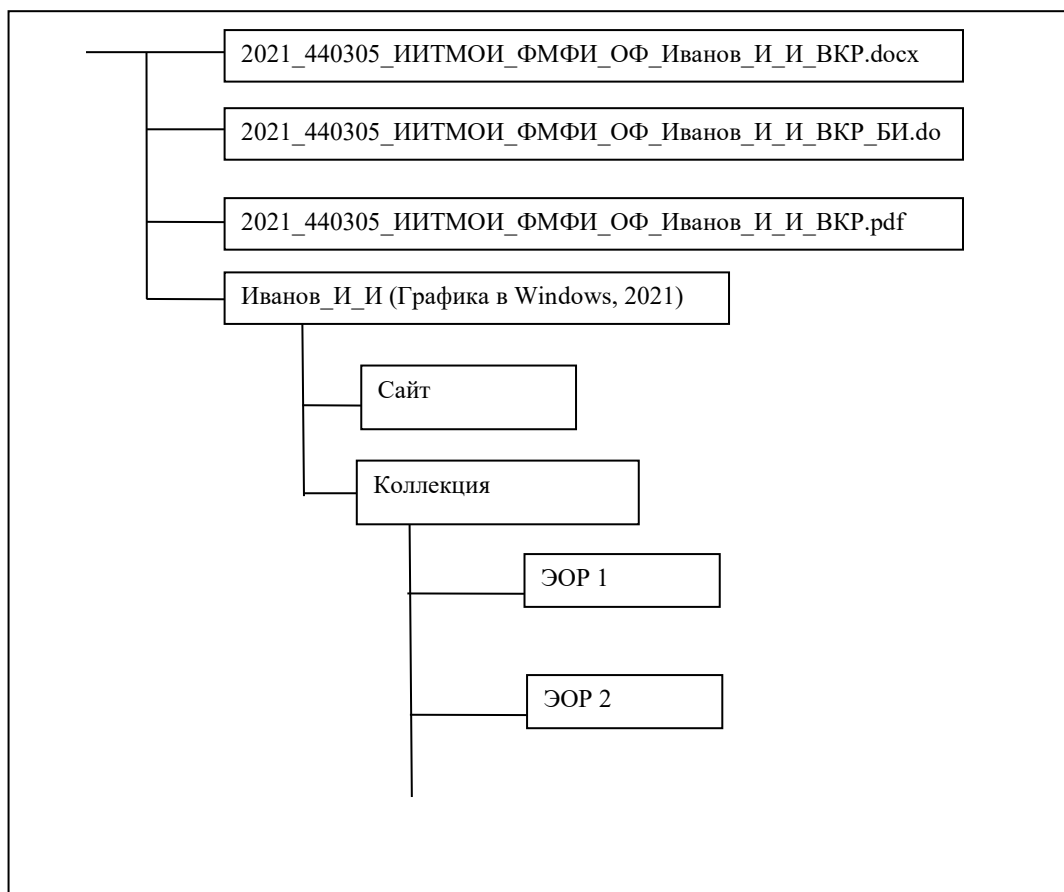 2021_440305_ИИТМОИ_ФМФИ_ОФ_Иванов_И_И_ВКР.docx
2021_440305_ИИТМОИ_ФМФИ_ОФ_Иванов_И_И_ВКР_БИ.do
2021_440305_ИИТМОИ_ФМФИ_ОФ_Иванов_И_И_ВКР.pdf
Иванов_И_И (Графика в Windows, 2021)
Сайт
Коллекция
ЭОР 1
ЭОР 2